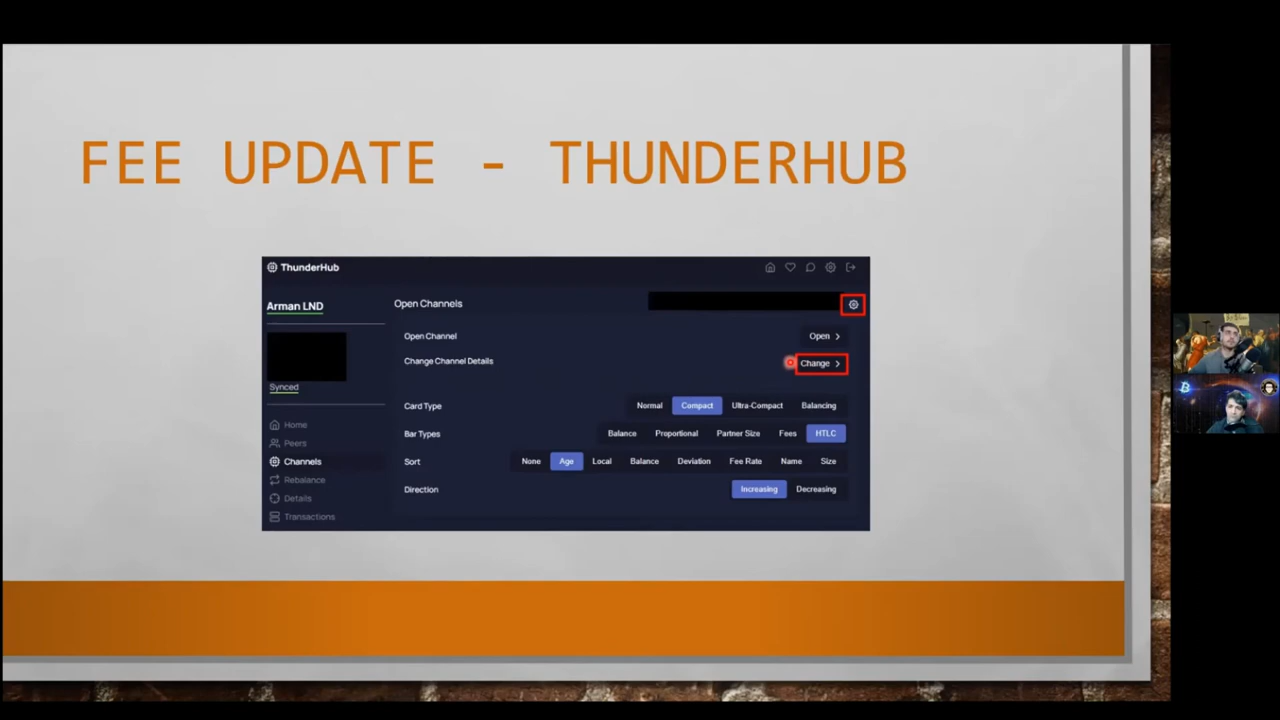 FEE UPDATE - THUNDERHUB
ThunderHub
Arman LND
Synced
Home
Peers
Channels
Rebalance
Details
Transactions
Open Channels
Open Channel Open >
Change Channel Details Change >
Card Type Normal Compact Ultra-Compact Balancing
Bar Types Balance Proportional Partner Size Fees HTLC
Sort None Age Local Balance Deviation Fee Rate Name Size
Direction Increasing Decreasing